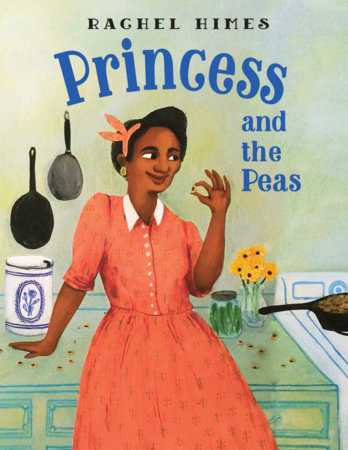 RACHEL HIMES
Princess
and
the
Peas